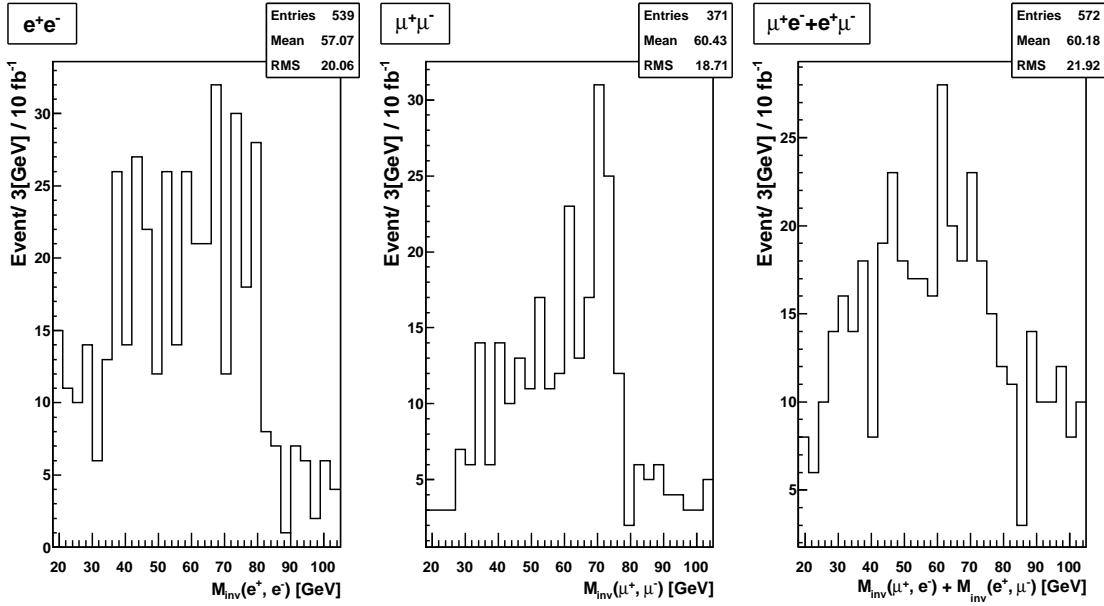 e⁺e⁻
Entries 539
Mean 57.07
RMS 20.06
Event/ 3[GeV] / 10 fb⁻¹
30
25
20
15
10
5
0
20 30 40 50 60 70 80 90 100
M_inv(e⁺, e⁻) [GeV]
μ⁺μ⁻
Entries 371
Mean 60.43
RMS 18.71
Event/ 3[GeV] / 10 fb⁻¹
30
25
20
15
10
5
20 30 40 50 60 70 80 90 100
M_inv(μ⁺, μ⁻) [GeV]
μ⁺e⁻+e⁺μ⁻
Entries 572
Mean 60.18
RMS 21.92
Event/ 3[GeV] / 10 fb⁻¹
25
20
15
10
5
20 30 40 50 60 70 80 90 100
M_inv(μ⁺, e⁻) + M_inv(e⁺, μ⁻) [GeV]